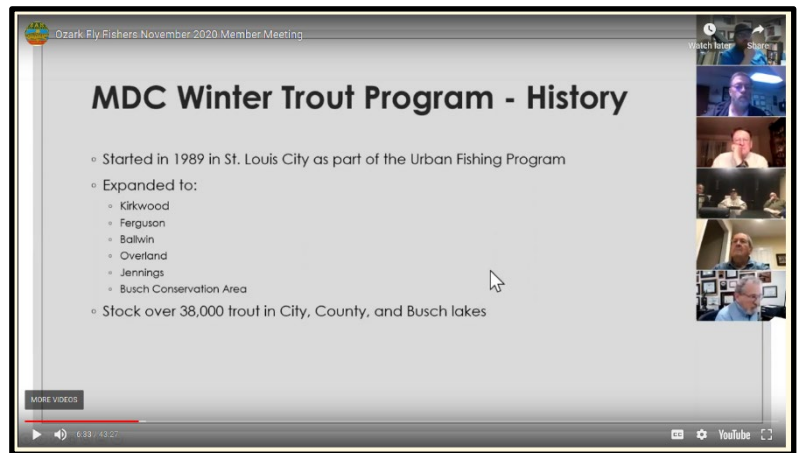 Ozark Fly Fishers November 2020 Member Meeting
Watch later Share
MDC Winter Trout Program - History
Started in 1989 in St. Louis City as part of the Urban Fishing Program
Expanded to:
Kirkwood
Ferguson
Ballwin
Overland
Jennings
Busch Conservation Area
Stock over 38,000 trout in City, County, and Busch lakes
MORE VIDEOS
6:33 / 43:27
CC YouTube